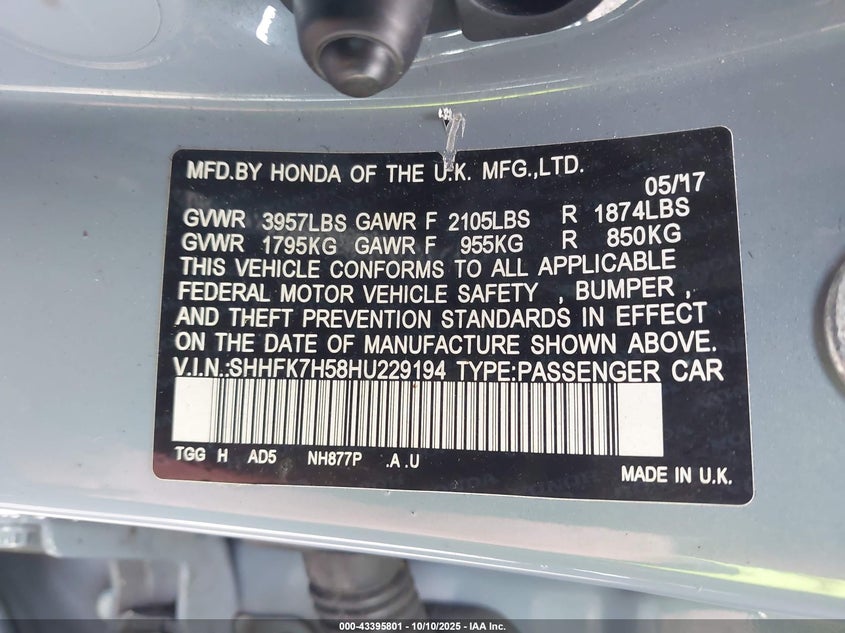 MFD.BY HONDA OF THE U.K. MFG.,LTD.
05/17
GVWR 3957LBS GAWR F 2105LBS R 1874LBS
GVWR 1795KG GAWR F 955KG R 850KG
THIS VEHICLE CONFORMS TO ALL APPLICABLE
FEDERAL MOTOR VEHICLE SAFETY , BUMPER ,
AND THEFT PREVENTION STANDARDS IN EFFECT
ON THE DATE OF MANUFACTURE SHOWN ABOVE.
V.I.N.:SHHFK7H58HU229194 TYPE:PASSENGER CAR
TGG H AD5 NH877P .A .U
MADE IN U.K.
000-43395801 - 10/10/2025 - IAA Inc.